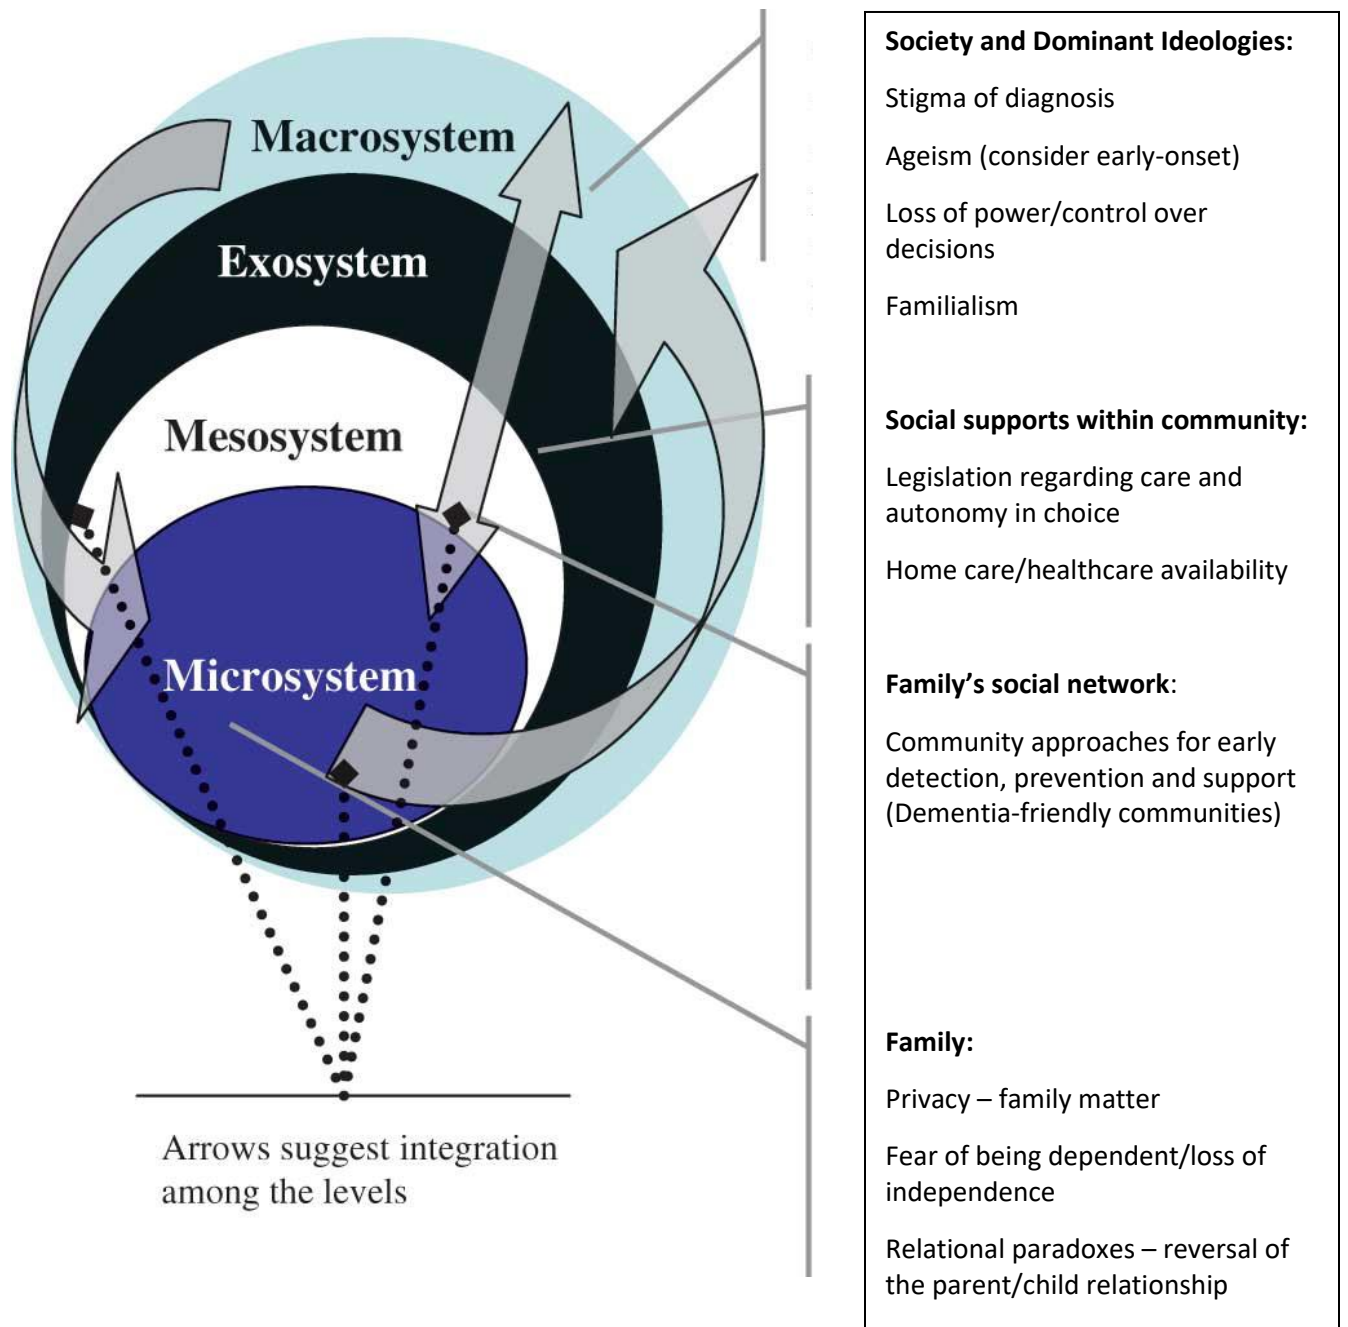 Macrosystem
Exosystem
Mesosystem
Microsystem
Arrows suggest integration
among the levels
Society and Dominant Ideologies:
Stigma of diagnosis
Ageism (consider early-onset)
Loss of power/control over
decisions
Familialism
Social supports within community:
Legislation regarding care and
autonomy in choice
Home care/healthcare availability
Family’s social network:
Community approaches for early
detection, prevention and support
(Dementia-friendly communities)
Family:
Privacy – family matter
Fear of being dependent/loss of
independence
Relational paradoxes – reversal of
the parent/child relationship